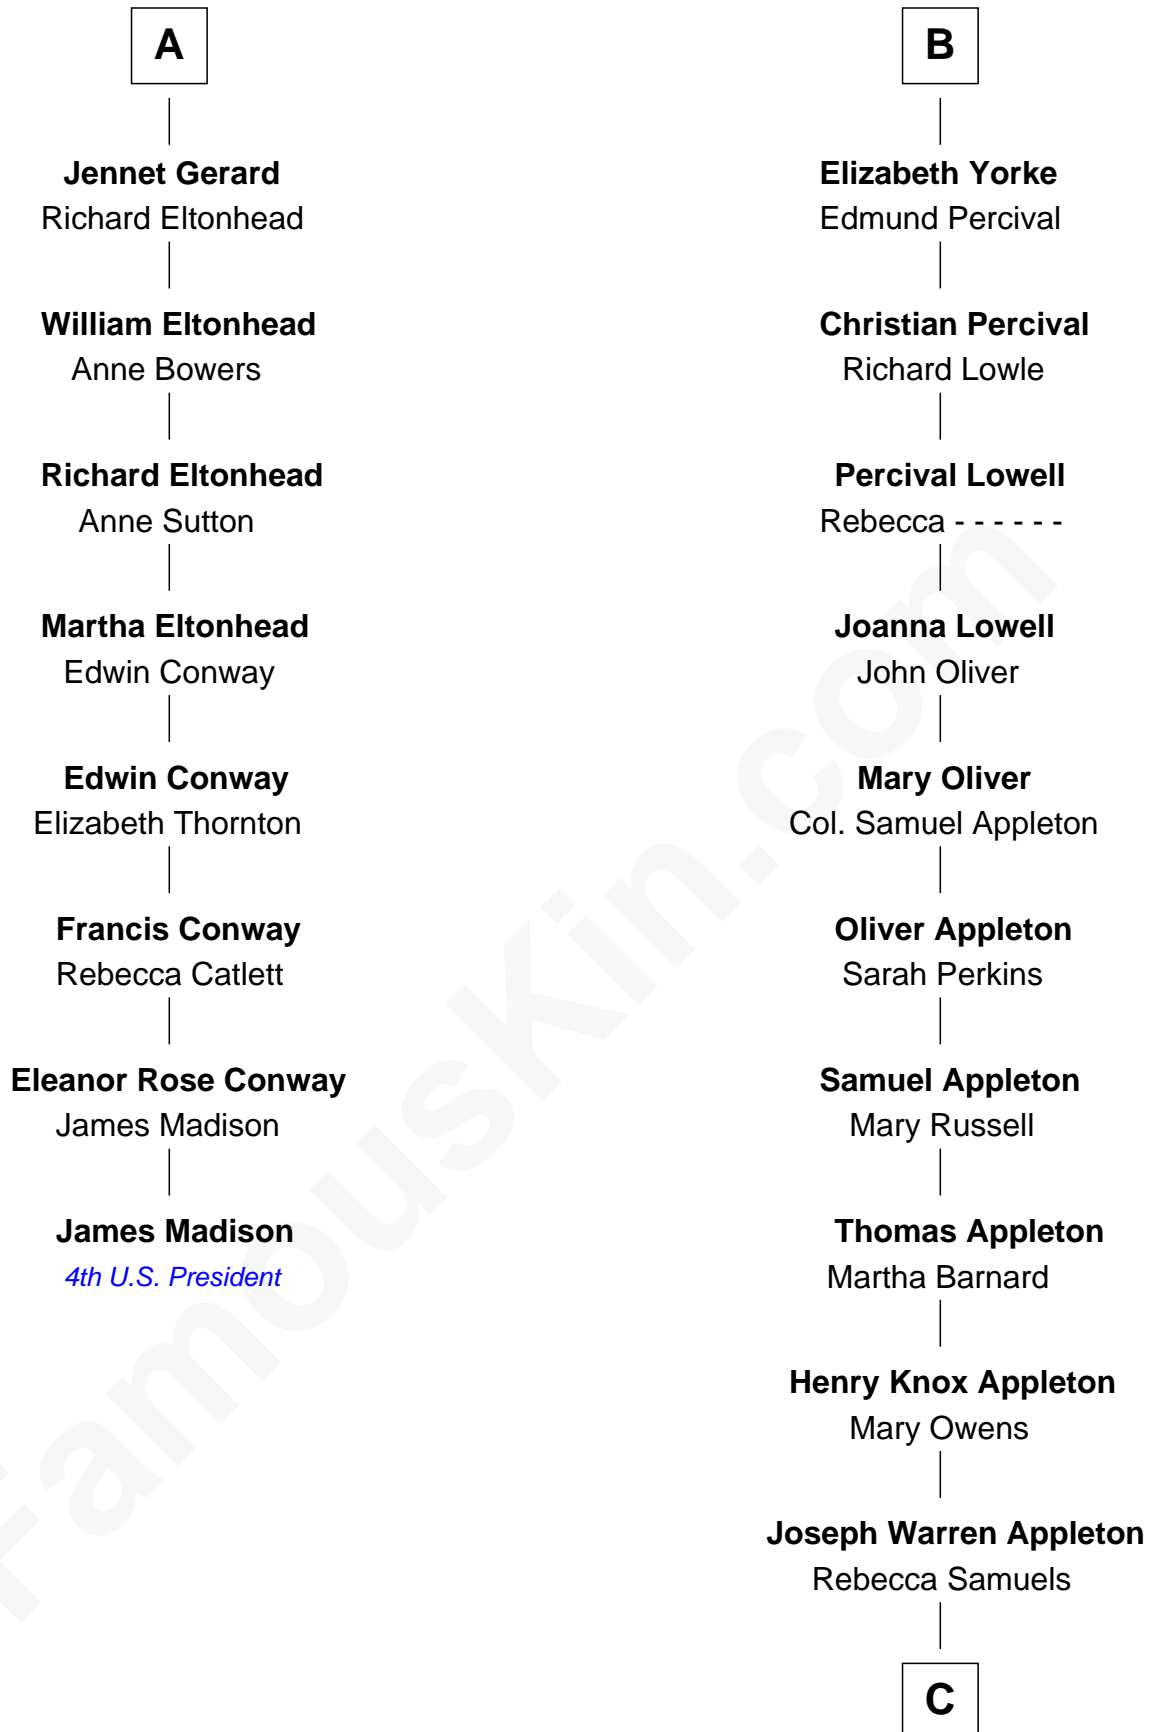 A
Jennet Gerard
Richard Eltonhead
William Eltonhead
Anne Bowers
Richard Eltonhead
Anne Sutton
Martha Eltonhead
Edwin Conway
Edwin Conway
Elizabeth Thornton
Francis Conway
Rebecca Catlett
Eleanor Rose Conway
James Madison
James Madison
4th U.S. President
B
Elizabeth Yorke
Edmund Percival
Christian Percival
Richard Lowle
Percival Lowell
Rebecca - - - - - -
Joanna Lowell
John Oliver
Mary Oliver
Col. Samuel Appleton
Oliver Appleton
Sarah Perkins
Samuel Appleton
Mary Russell
Thomas Appleton
Martha Barnard
Henry Knox Appleton
Mary Owens
Joseph Warren Appleton
Rebecca Samuels
C
FamousKin.com